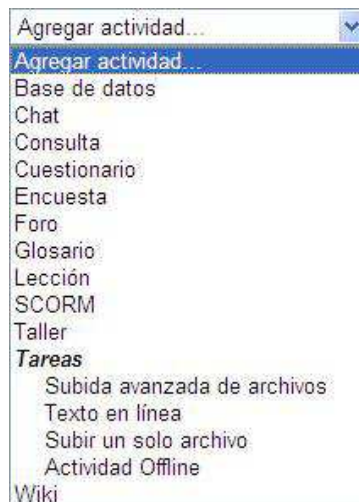 Agregar actividad...
Agregar actividad...
Base de datos
Chat
Consulta
Cuestionario
Encuesta
Foro
Glosario
Lección
SCORM
Taller
Tareas
Subida avanzada de archivos
Texto en línea
Subir un solo archivo
Actividad Offline
Wiki